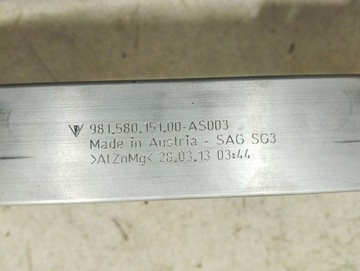 981.580.151.00-AS003
Made in Austria - SAG SG3
>AlZnMg< 28.03.13 03:44